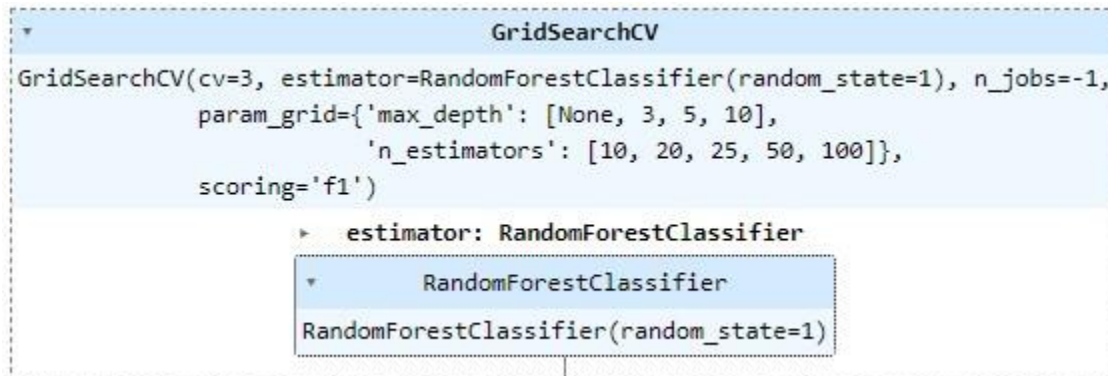 GridSearchCV
GridSearchCV(cv=3, estimator=RandomForestClassifier(random_state=1), n_jobs=-1,
param_grid={'max_depth': [None, 3, 5, 10],
'n_estimators': [10, 20, 25, 50, 100]},
scoring='f1')
estimator: RandomForestClassifier
RandomForestClassifier
RandomForestClassifier(random_state=1)